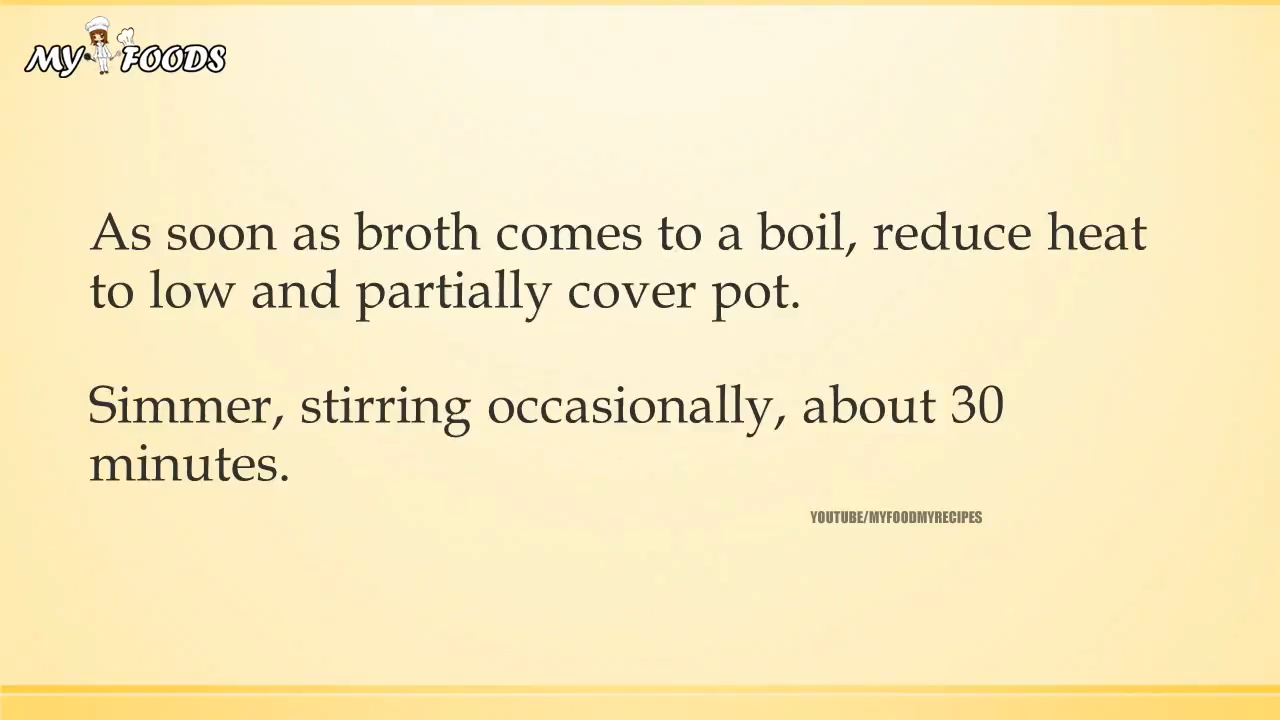 MY FOODS
As soon as broth comes to a boil, reduce heat
to low and partially cover pot.
Simmer, stirring occasionally, about 30
minutes.
YOUTUBE/MYFOODMYRECIPES